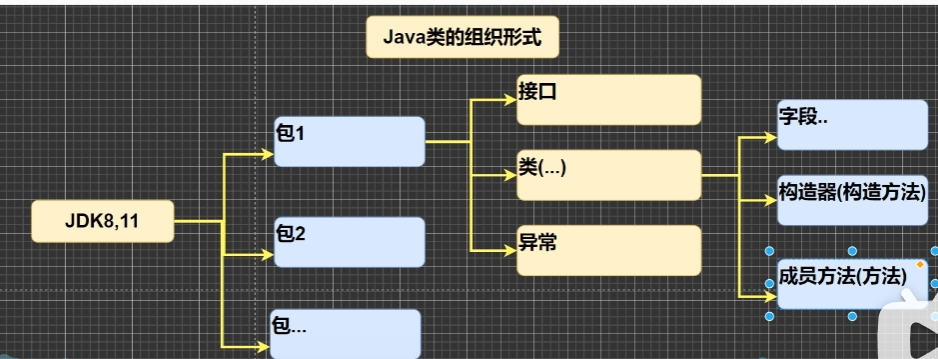 Java类的组织形式
接口
包1
字段..
类(...)
构造器(构造方法)
JDK8,11
包2
异常
成员方法(方法)
包...